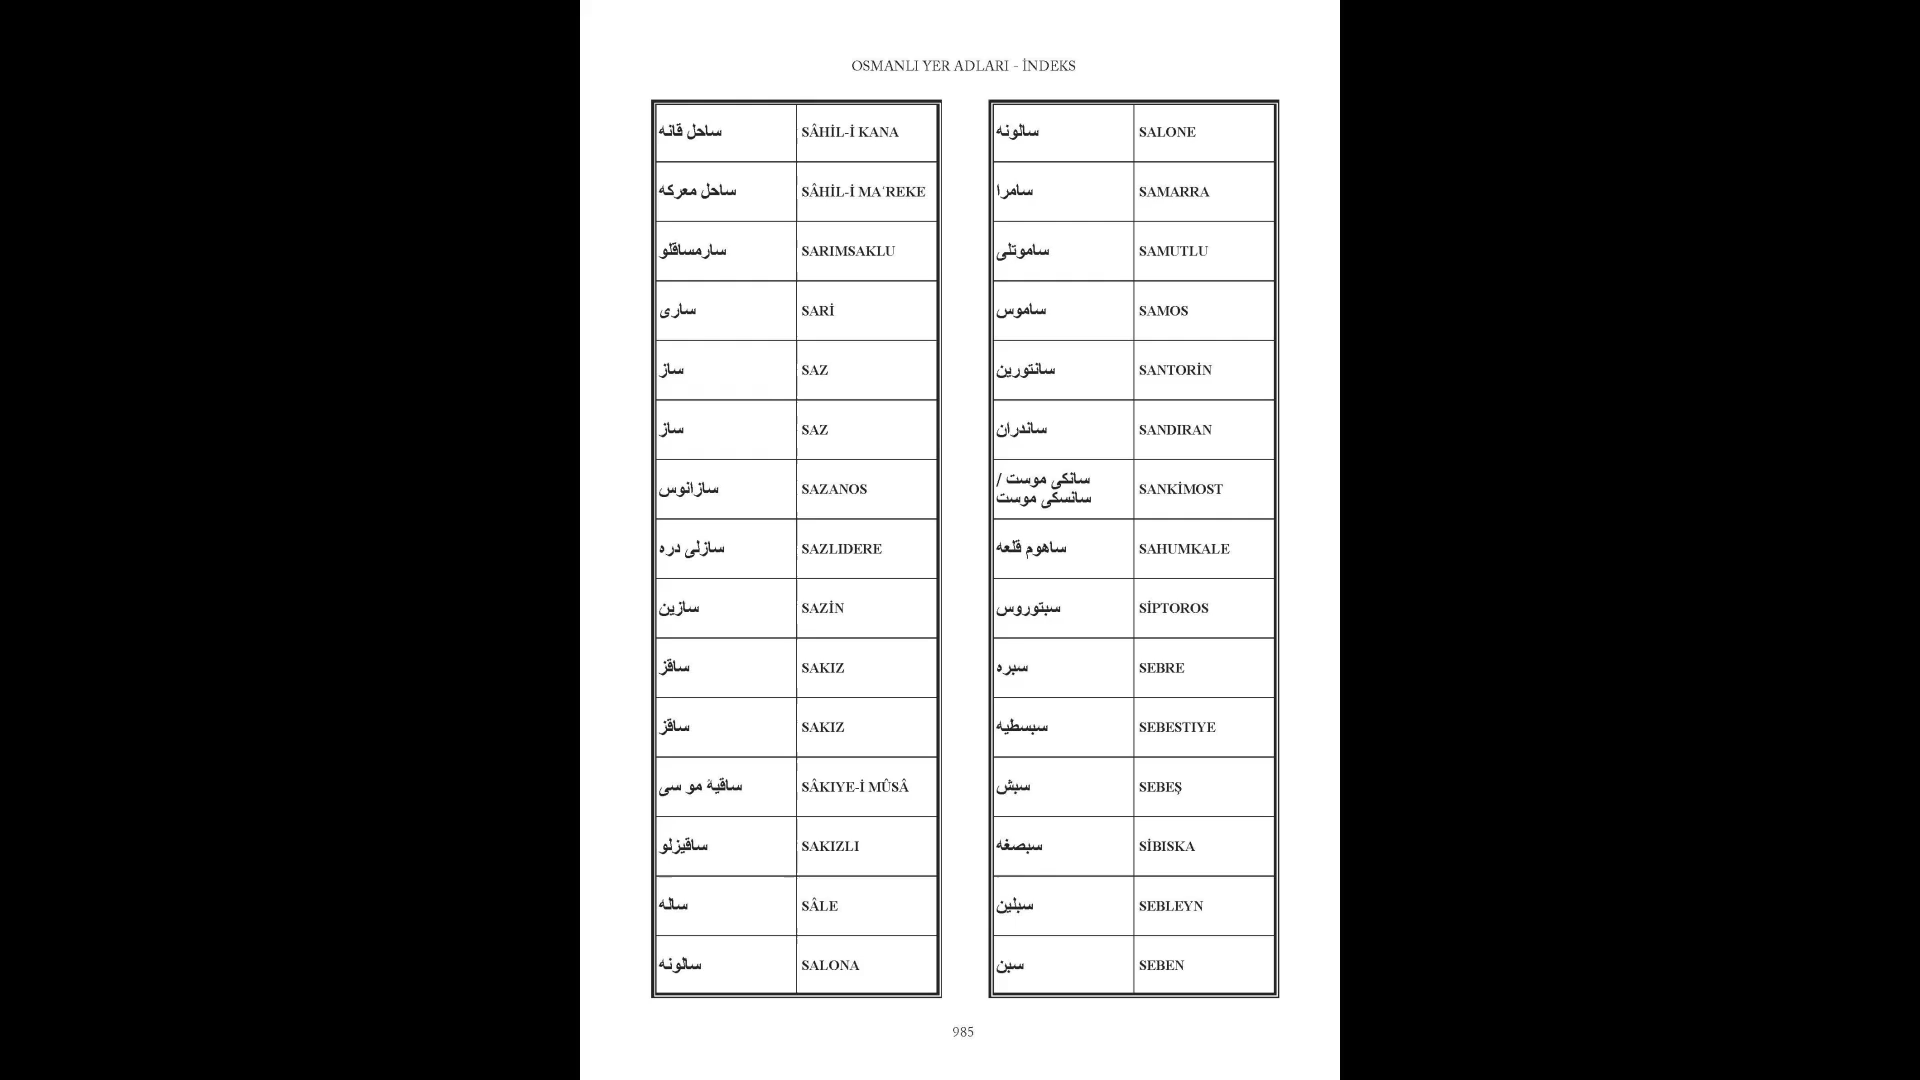 OSMANLI YER ADLARI - İNDEKS
ساحل قانه SÂHİL-İ KANA
ساحل معركه SÂHİL-İ MAʿREKE
سارمساقلو SARIMSAKLU
سارى SARİ
ساز SAZ
ساز SAZ
سازانوس SAZANOS
سازلى دره SAZLIDERE
سازين SAZİN
ساقز SAKIZ
ساقز SAKIZ
ساقيۀ مو سى SÂKIYE-İ MÛSÂ
ساقيزلو SAKIZLI
ساله SÂLE
سالونه SALONA
سالونه SALONE
سامرا SAMARRA
ساموتلى SAMUTLU
ساموس SAMOS
سانتورين SANTORİN
ساندران SANDIRAN
سانكى موست /
سانسكى موست SANKİMOST
ساهوم قلعه SAHUMKALE
سبتوروس SİPTOROS
سبره SEBRE
سبسطيه SEBESTIYE
سبش SEBEŞ
سبصغه SİBISKA
سبلين SEBLEYN
سبن SEBEN
985